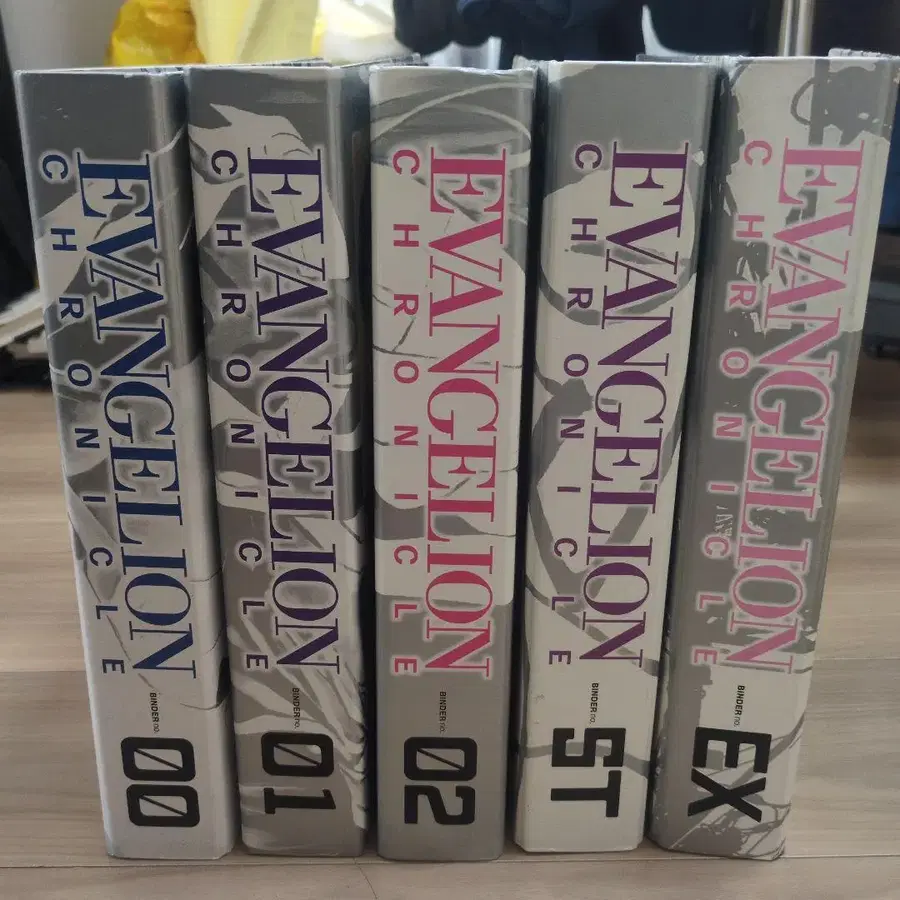 EVANGELION
CHRONICLE
BINDER no.
00
EVANGELION
CHRONICLE
BINDER no.
01
EVANGELION
CHRONICLE
BINDER no.
02
EVANGELION
CHRONICLE
BINDER no.
ST
EVANGELION
CHRONICLE
BINDER no.
EX